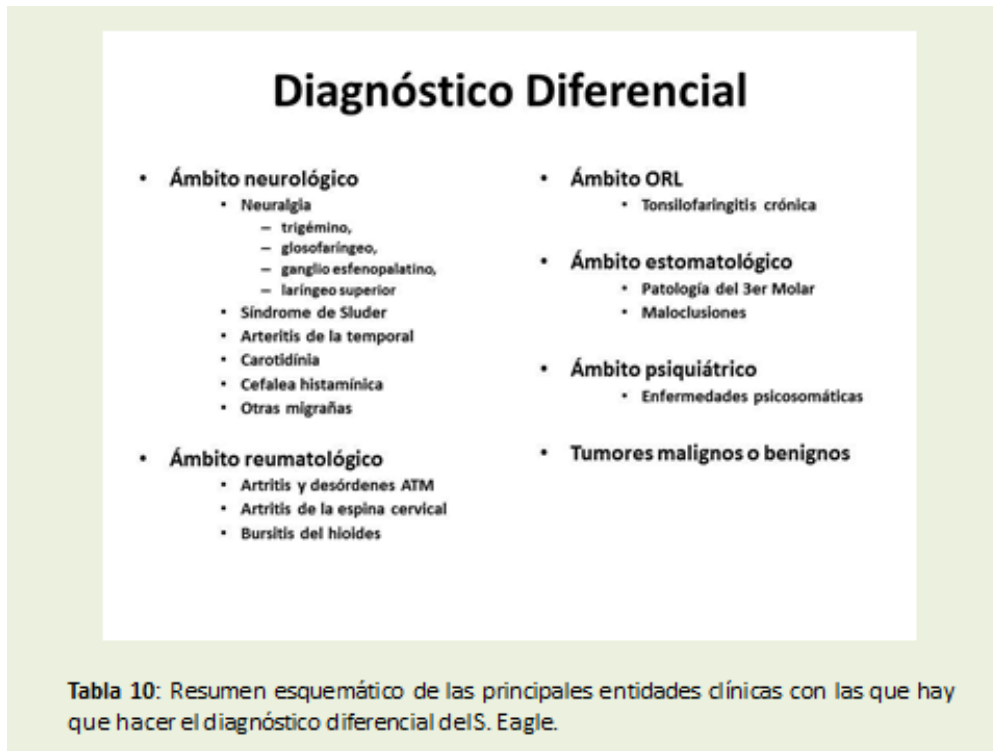 Diagnóstico Diferencial
• Ámbito neurológico
• Neuralgia
– trigémino,
– glosofaríngeo,
– ganglio esfenopalatino,
– laríngeo superior
• Síndrome de Sluder
• Arteritis de la temporal
• Carotidínia
• Cefalea histamínica
• Otras migrañas
• Ámbito reumatológico
• Artritis y desórdenes ATM
• Artritis de la espina cervical
• Bursitis del hioides
• Ámbito ORL
• Tonsilofaringitis crónica
• Ámbito estomatológico
• Patología del 3er Molar
• Maloclusiones
• Ámbito psiquiátrico
• Enfermedades psicosomáticas
• Tumores malignos o benignos
Tabla 10: Resumen esquemático de las principales entidades clínicas con las que hay
que hacer el diagnóstico diferencial delS. Eagle.